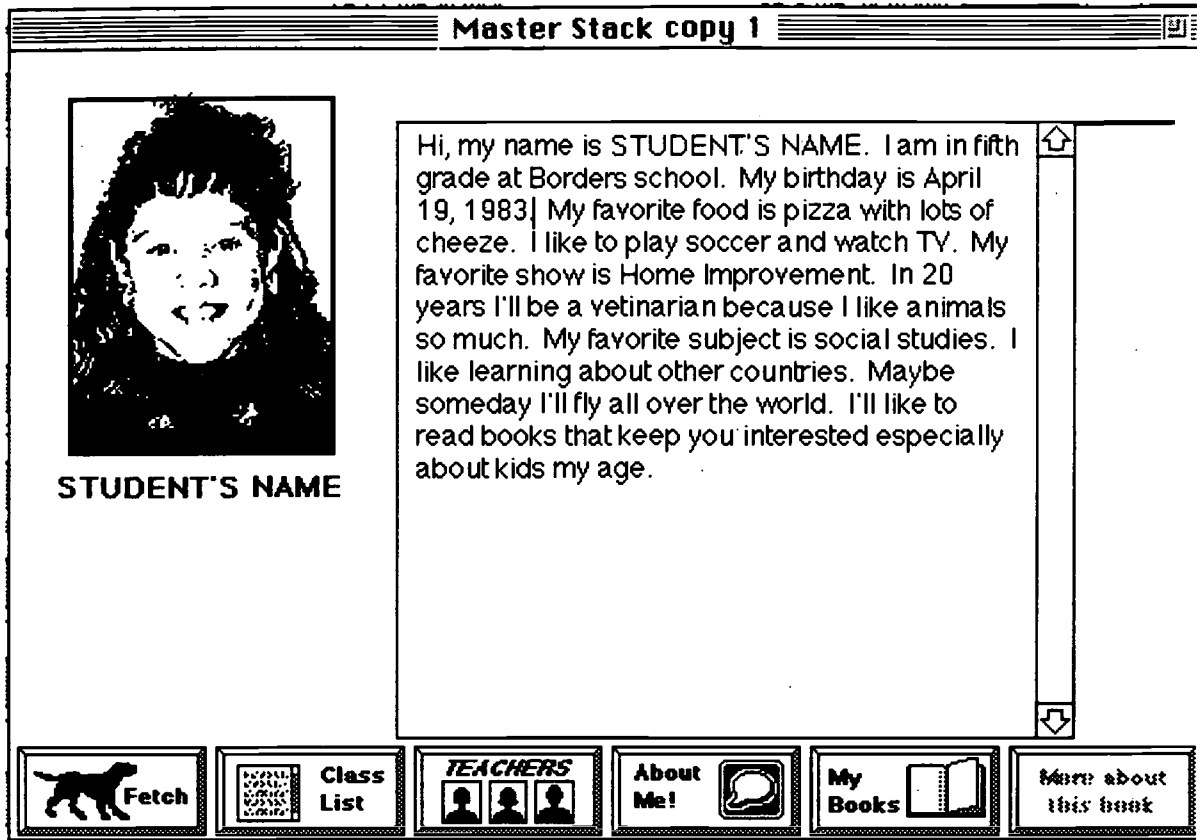 Master Stack copy 1
Hi, my name is STUDENT'S NAME. I am in fifth
grade at Borders school. My birthday is April
19, 1983 My favorite food is pizza with lots of
cheeze. I like to play soccer and watch TV. My
favorite show is Home Improvement. In 20
years I'll be a vetinarian because I like animals
so much. My favorite subject is social studies. I
like learning about other countries. Maybe
someday I'll fly all over the world. I'll like to
read books that keep you interested especially
about kids my age.
STUDENT'S NAME
Fetch
Class
List
TEACHERS
About
Me!
My
Books
More about
this book